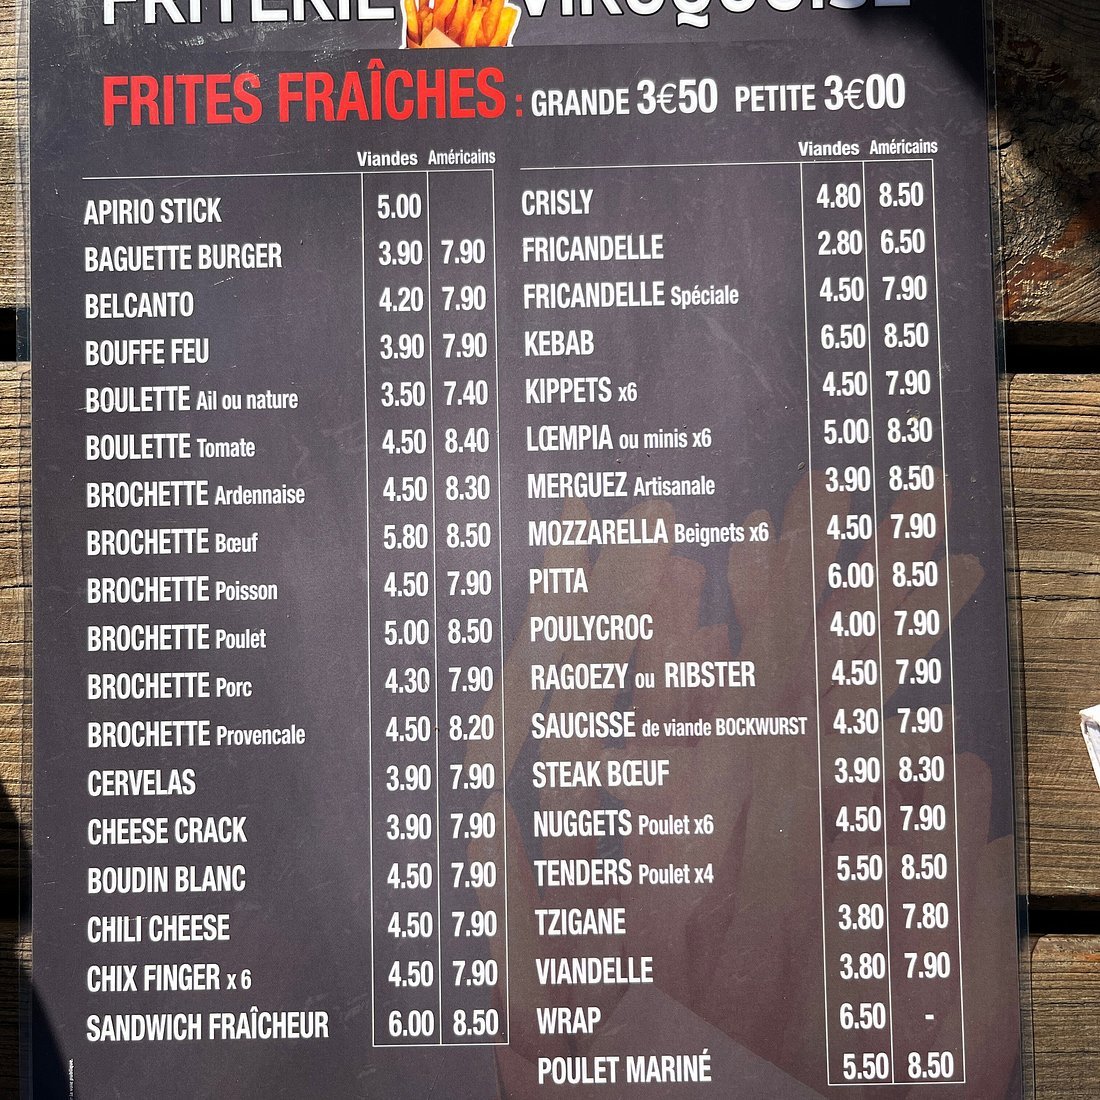 FRITERIE VIROQUOISE
FRITES FRAÎCHES : GRANDE 3€50 PETITE 3€00
Viandes Américains
APIRIO STICK 5.00
BAGUETTE BURGER 3.90 7.90
BELCANTO 4.20 7.90
BOUFFE FEU 3.90 7.90
BOULETTE Ail ou nature 3.50 7.40
BOULETTE Tomate 4.50 8.40
BROCHETTE Ardennaise 4.50 8.30
BROCHETTE Bœuf 5.80 8.50
BROCHETTE Poisson 4.50 7.90
BROCHETTE Poulet 5.00 8.50
BROCHETTE Porc 4.30 7.90
BROCHETTE Provencale 4.50 8.20
CERVELAS 3.90 7.90
CHEESE CRACK 3.90 7.90
BOUDIN BLANC 4.50 7.90
CHILI CHEESE 4.50 7.90
CHIX FINGER x 6 4.50 7.90
SANDWICH FRAÎCHEUR 6.00 8.50
Viandes Américains
CRISLY 4.80 8.50
FRICANDELLE 2.80 6.50
FRICANDELLE Spéciale 4.50 7.90
KEBAB 6.50 8.50
KIPPETS x6 4.50 7.90
LŒMPIA ou minis x6 5.00 8.30
MERGUEZ Artisanale 3.90 8.50
MOZZARELLA Beignets x6 4.50 7.90
PITTA 6.00 8.50
POULYCROC 4.00 7.90
RAGOEZY ou RIBSTER 4.50 7.90
SAUCISSE de viande BOCKWURST 4.30 7.90
STEAK BŒUF 3.90 8.30
NUGGETS Poulet x6 4.50 7.90
TENDERS Poulet x4 5.50 8.50
TZIGANE 3.80 7.80
VIANDELLE 3.80 7.90
WRAP 6.50 -
POULET MARINÉ 5.50 8.50